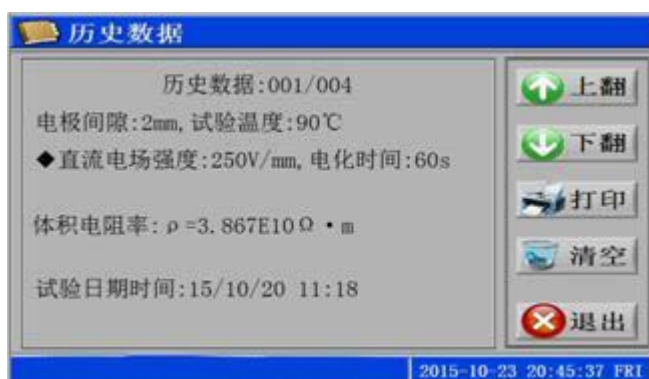 历史数据
历史数据:001/004
电极间隙:2mm,试验温度:90℃
◆直流电场强度:250V/mm,电化时间:60s
体积电阻率:ρ=3.867E10Ω·m
试验日期时间:15/10/20 11:18
上翻
下翻
打印
清空
退出
2015-10-23 20:45:37 FRI